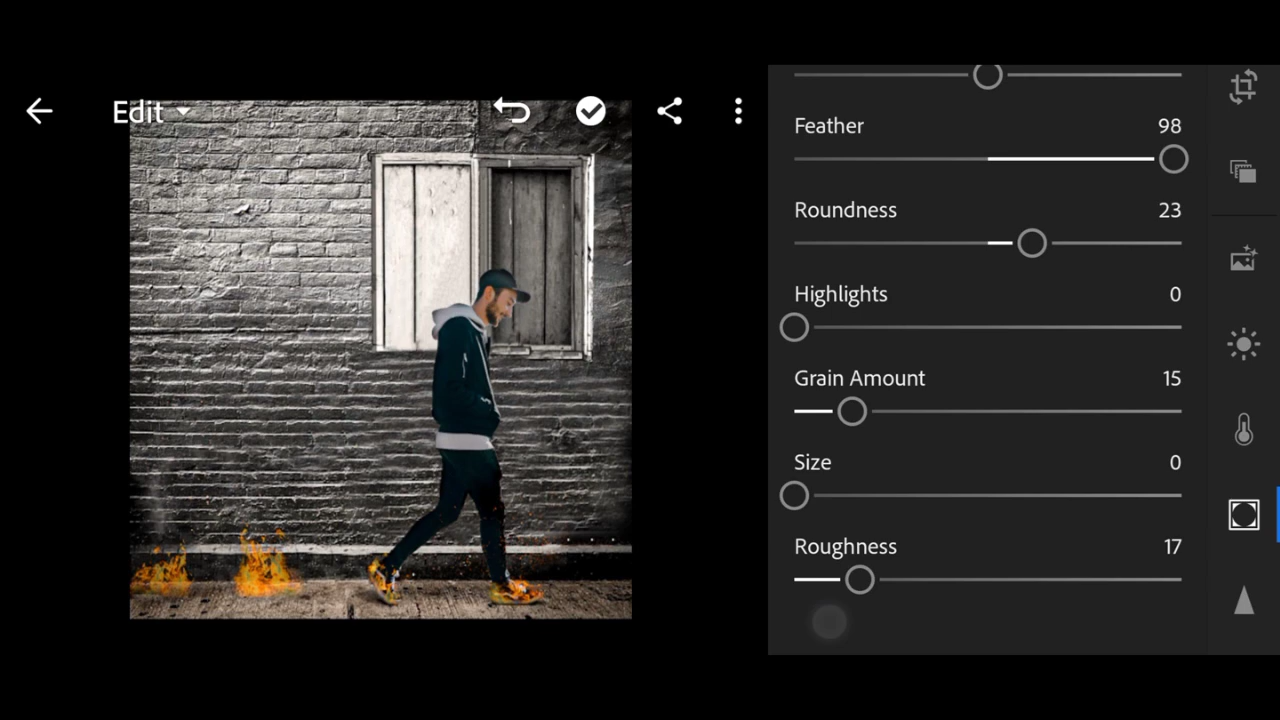 Edit
Feather 98
Roundness 23
Highlights 0
Grain Amount 15
Size 0
Roughness 17